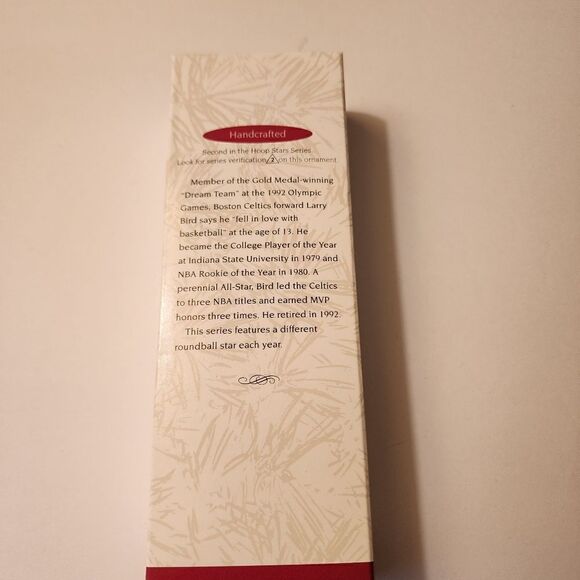 Handcrafted
Second in the Hoop Stars Series
Look for series verification 2 on this ornament.
Member of the Gold Medal-winning
"Dream Team" at the 1992 Olympic
Games, Boston Celtics forward Larry
Bird says he "fell in love with
basketball" at the age of 13. He
became the College Player of the Year
at Indiana State University in 1979 and
NBA Rookie of the Year in 1980. A
perennial All-Star, Bird led the Celtics
to three NBA titles and earned MVP
honors three times. He retired in 1992.
This series features a different
roundball star each year.